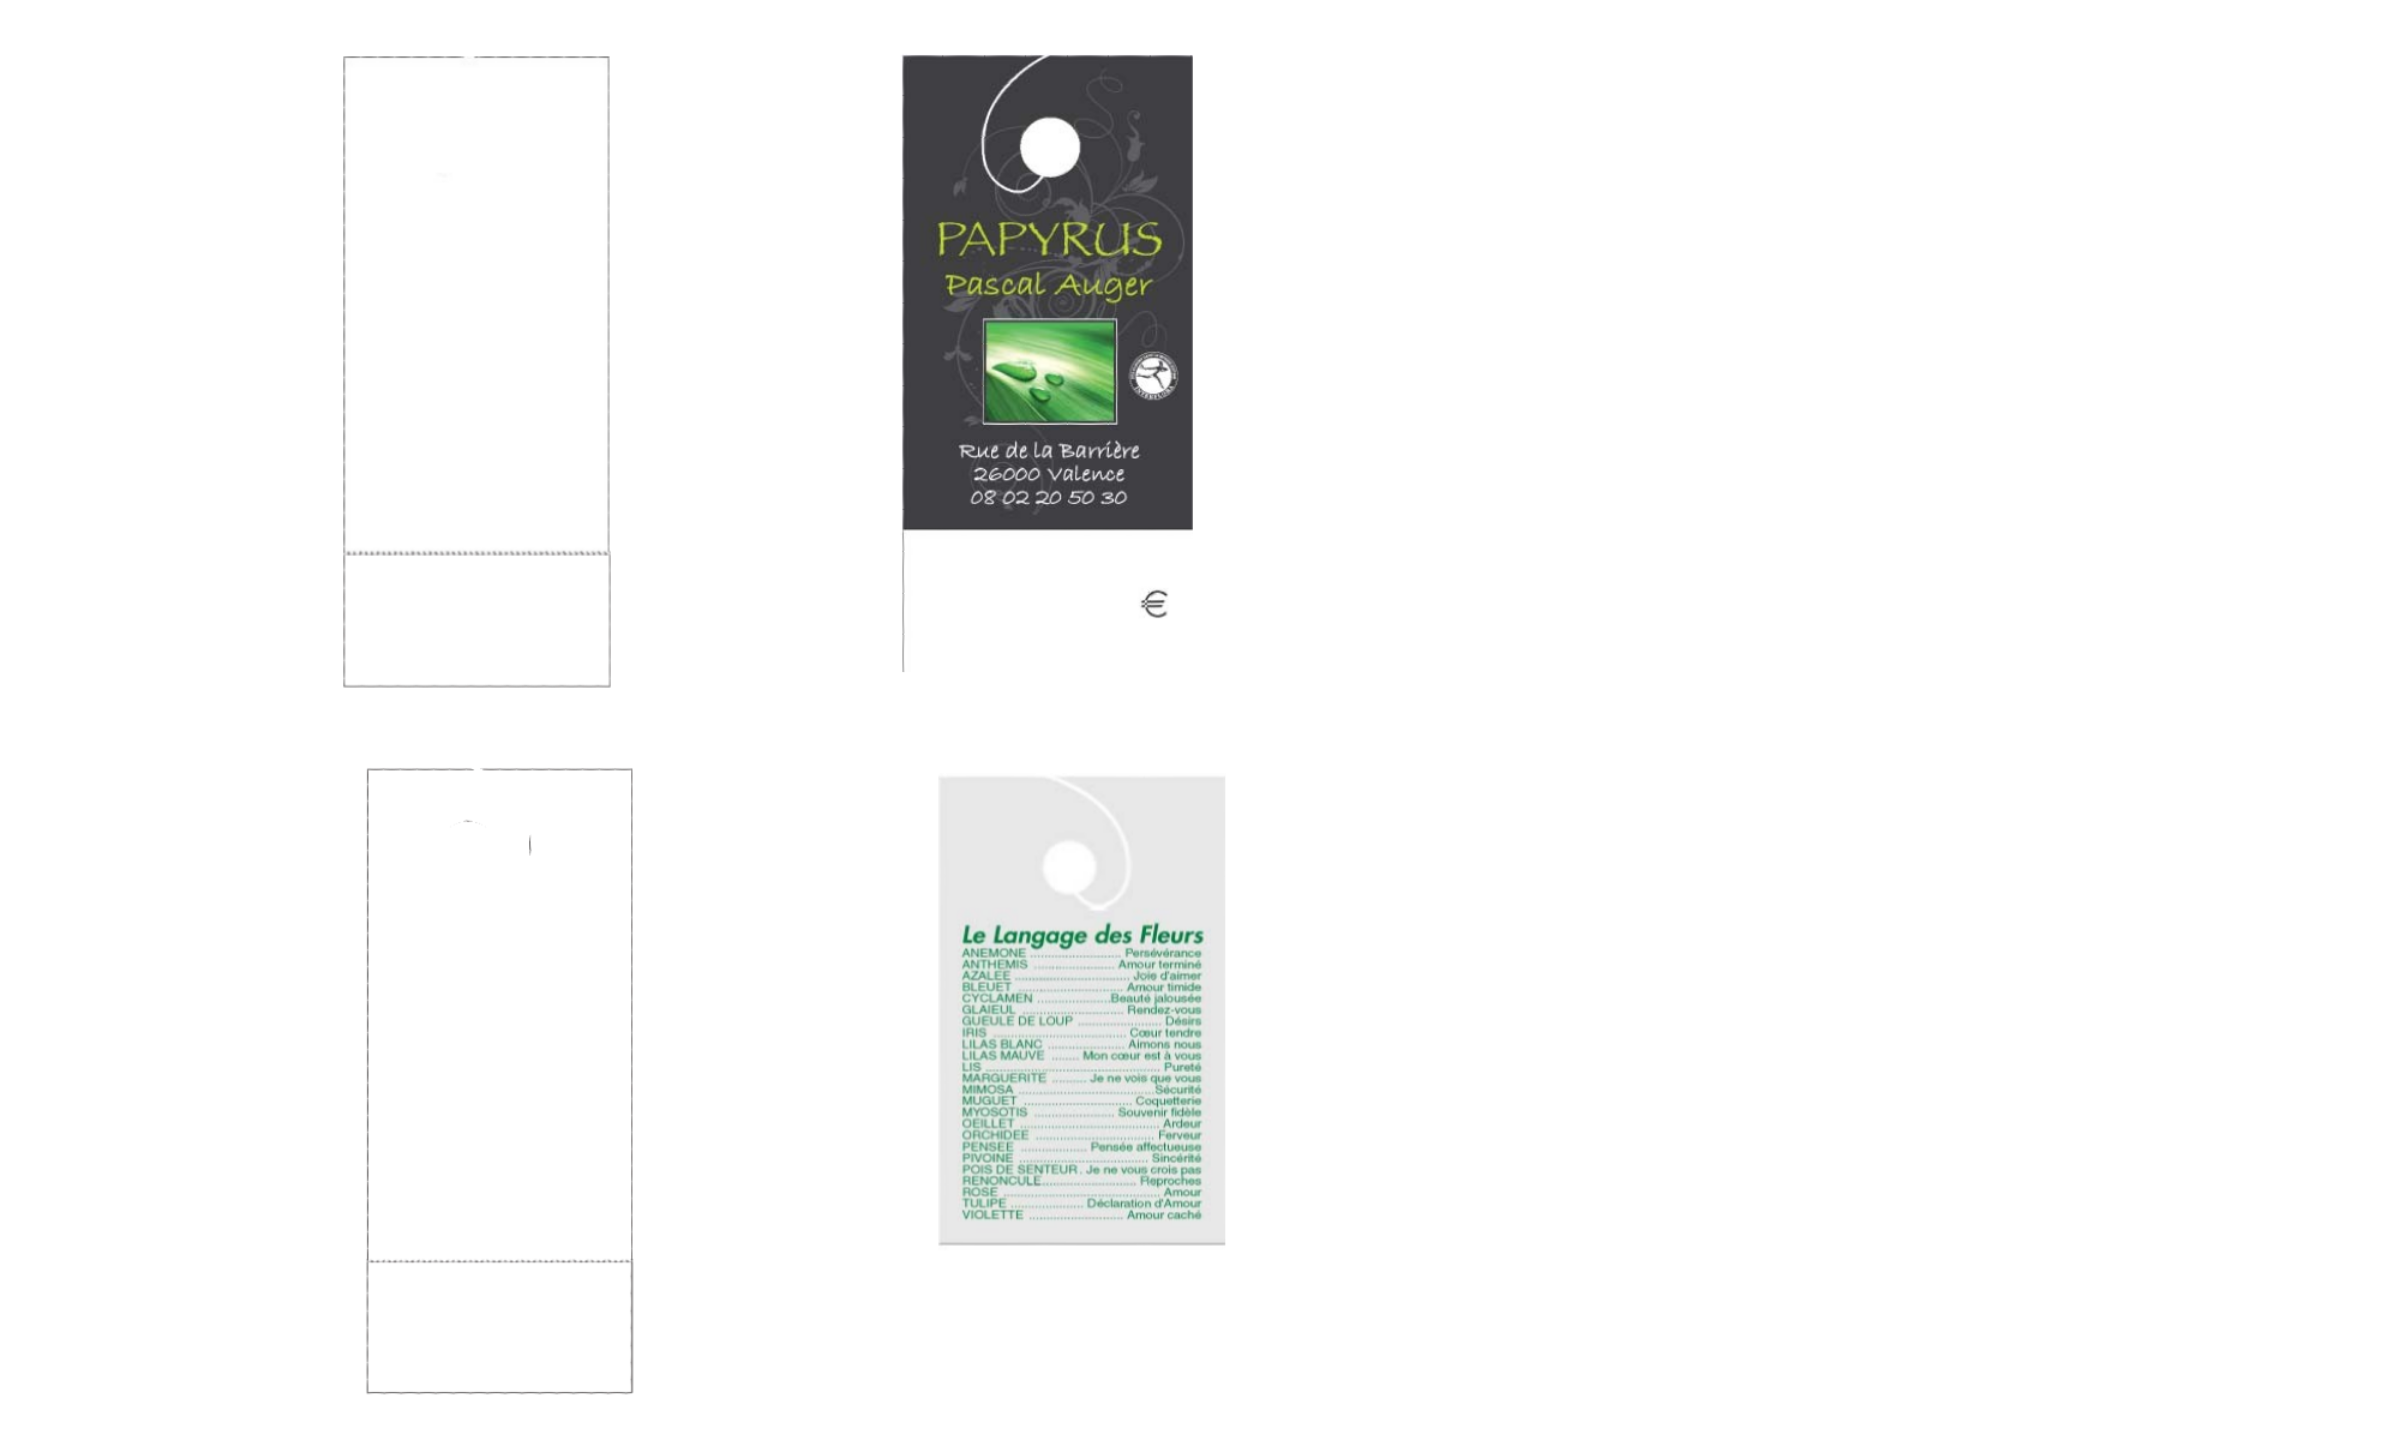 PAPYRUS
Pascal Auger
INTERFLORA
Rue de la Barrière
26000 Valence
08 02 20 50 30
€
Le Langage des Fleurs
ANEMONE ........................ Persévérance
ANTHEMIS ..................... Amour terminé
AZALEE .............................. Joie d'aimer
BLEUET ........................... Amour timide
CYCLAMEN ...................Beauté jalousée
GLAIEUL .......................... Rendez-vous
GUEULE DE LOUP ...................... Désirs
IRIS ................................... Cœur tendre
LILAS BLANC .................... Aimons nous
LILAS MAUVE ....... Mon cœur est à vous
LIS .............................................. Pureté
MARGUERITE ......... Je ne vois que vous
MIMOSA ....................................Sécurité
MUGUET ............................ Coquetterie
MYOSOTIS ..................... Souvenir fidèle
OEILLET .................................... Ardeur
ORCHIDEE ............................... Ferveur
PENSEE ................. Pensée affectueuse
PIVOINE .................................. Sincérité
POIS DE SENTEUR . Je ne vous crois pas
RENONCULE......................... Reproches
ROSE ......................................... Amour
TULIPE ................... Déclaration d'Amour
VIOLETTE ......................... Amour caché